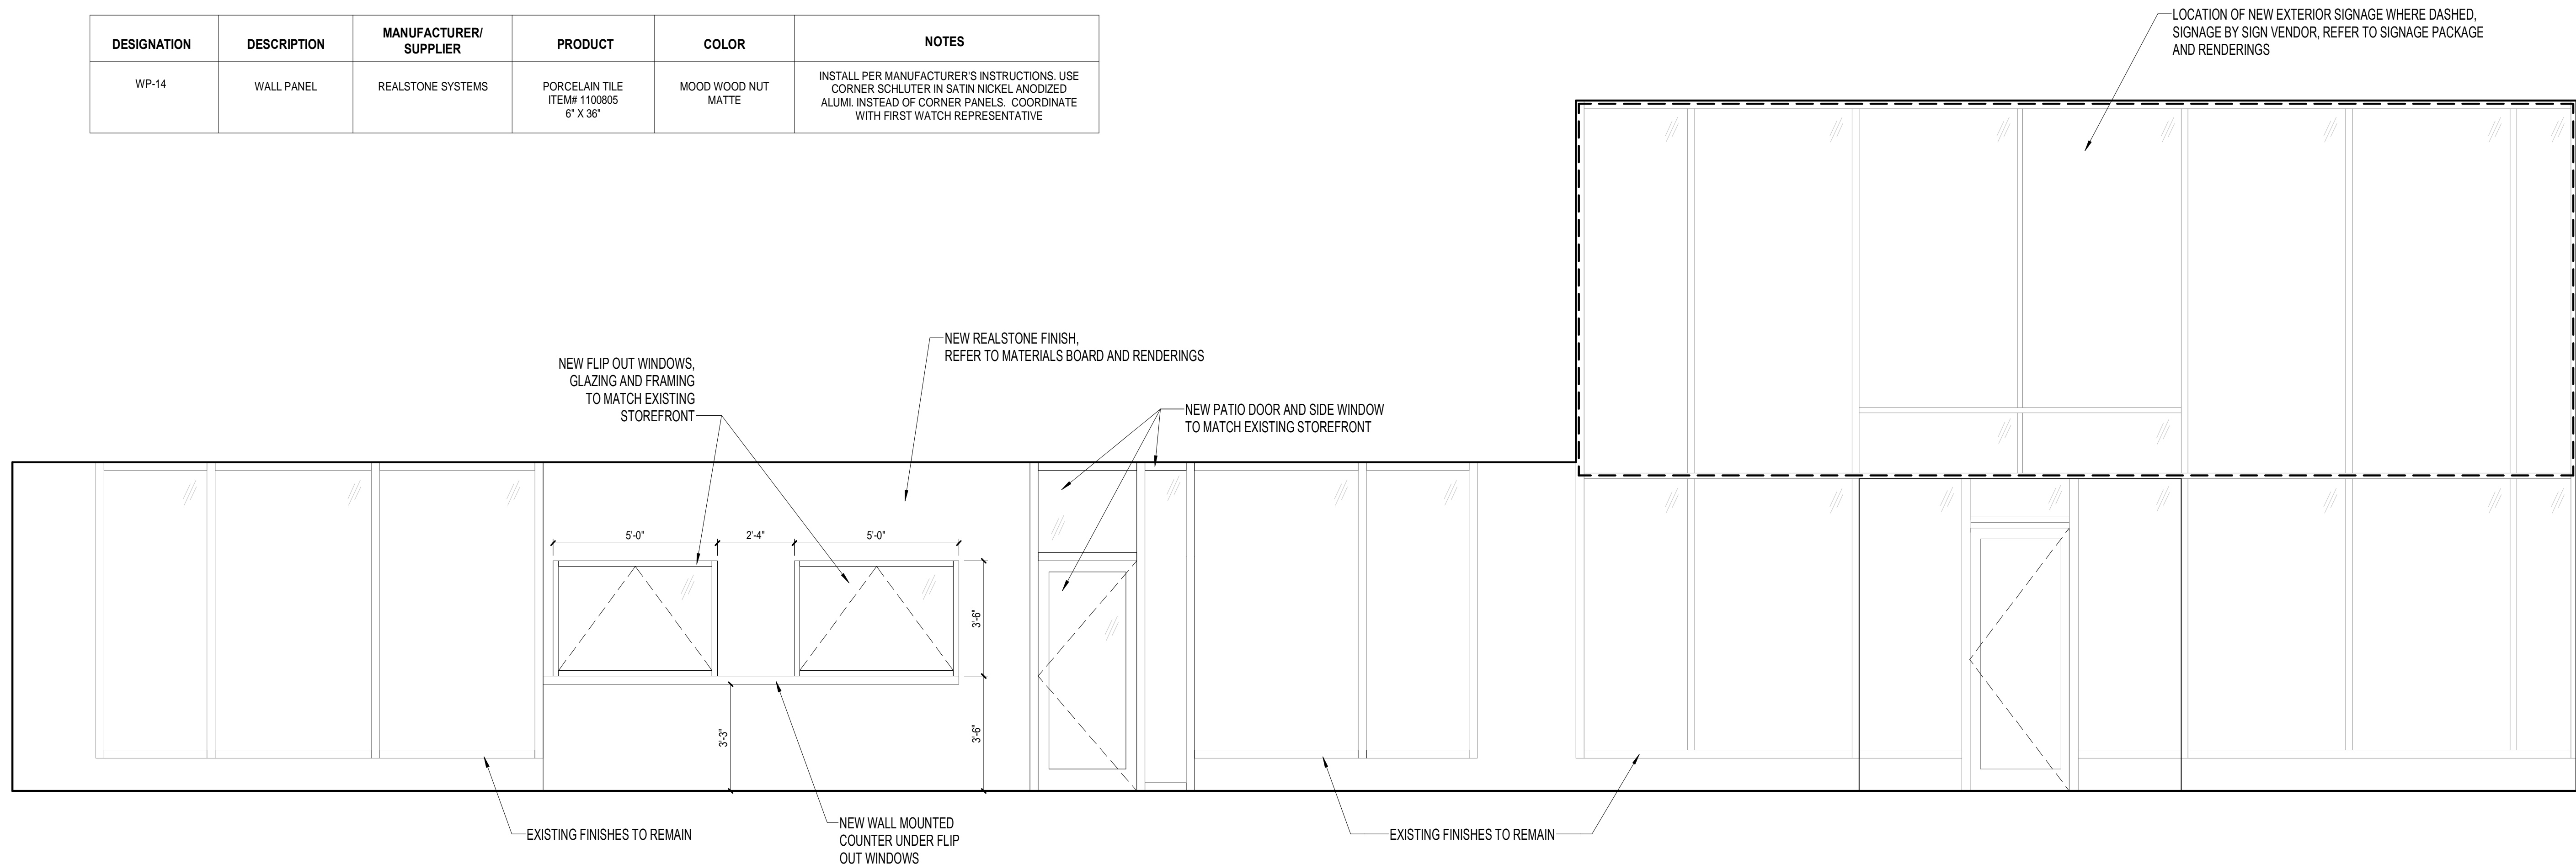 DESIGNATION
DESCRIPTION
MANUFACTURER/
SUPPLIER
PRODUCT
COLOR
NOTES
WP-14
WALL PANEL
REALSTONE SYSTEMS
PORCELAIN TILE
ITEM# 1100805
6" X 36"
MOOD WOOD NUT
MATTE
INSTALL PER MANUFACTURER'S INSTRUCTIONS. USE
CORNER SCHLUTER IN SATIN NICKEL ANODIZED
ALUMI. INSTEAD OF CORNER PANELS. COORDINATE
WITH FIRST WATCH REPRESENTATIVE
LOCATION OF NEW EXTERIOR SIGNAGE WHERE DASHED,
SIGNAGE BY SIGN VENDOR, REFER TO SIGNAGE PACKAGE
AND RENDERINGS
NEW REALSTONE FINISH,
REFER TO MATERIALS BOARD AND RENDERINGS
NEW FLIP OUT WINDOWS,
GLAZING AND FRAMING
TO MATCH EXISTING
STOREFRONT
NEW PATIO DOOR AND SIDE WINDOW
TO MATCH EXISTING STOREFRONT
5'-0"
2'-4"
5'-0"
3'-6"
3'-3"
3'-6"
EXISTING FINISHES TO REMAIN
NEW WALL MOUNTED
COUNTER UNDER FLIP
OUT WINDOWS
EXISTING FINISHES TO REMAIN